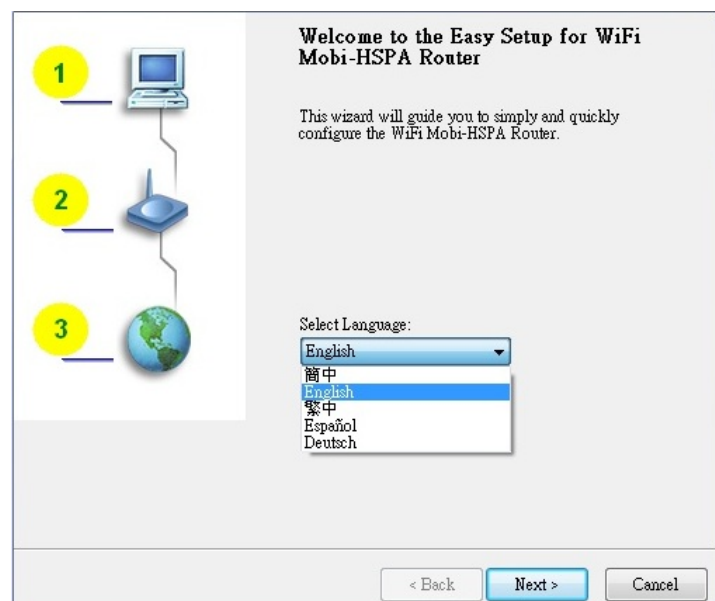 Welcome to the Easy Setup for WiFi
Mobi-HSPA Router
1
This wizard will guide you to simply and quickly
configure the WiFi Mobi-HSPA Router.
2
3
Select Language:
English
簡中
English
繁中
Español
Deutsch
< Back
Next >
Cancel